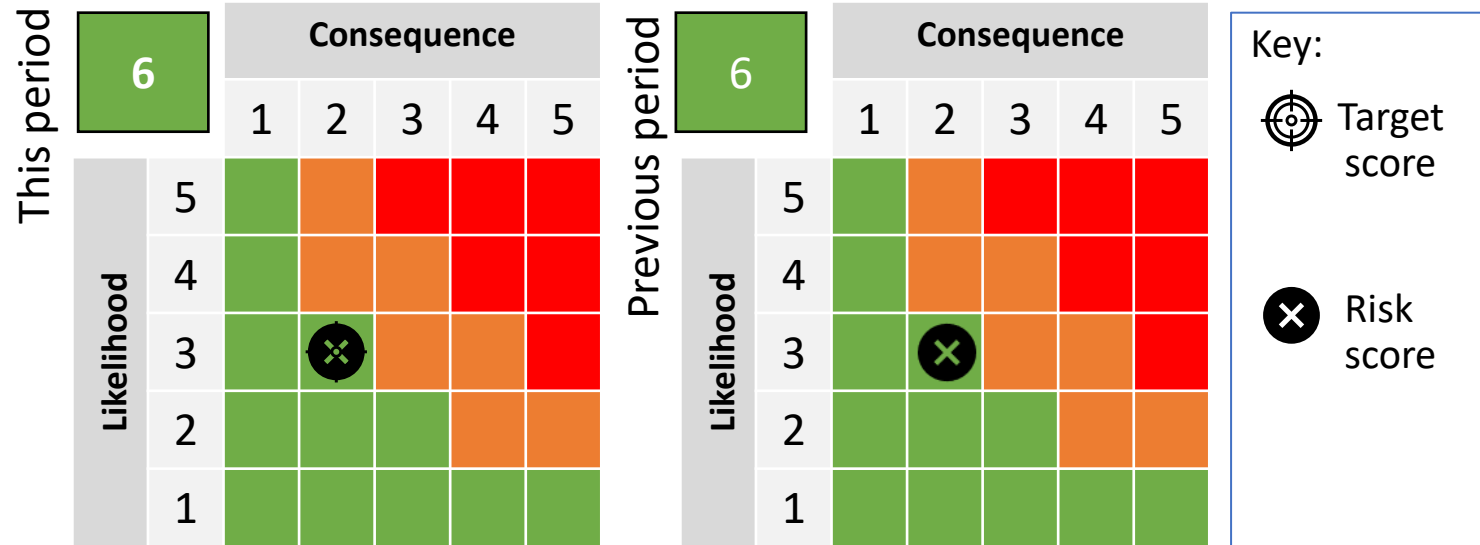 This period
6
Consequence
1 2 3 4 5
Likelihood
5
4
3
2
1
Previous period
6
Consequence
1 2 3 4 5
Likelihood
5
4
3
2
1
Key:
Target
score
Risk
score